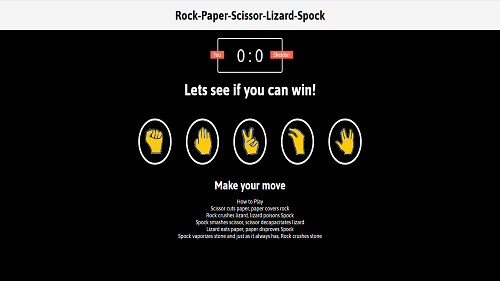 Rock-Paper-Scissor-Lizard-Spock
You 0:0 Sheldon
Lets see if you can win!
Make your move
How to Play
Scissor cuts paper, paper covers rock
Rock crushes lizard, lizard poisons Spock
Spock smashes scissor, scissor decapacitates lizard
Lizard eats paper, paper disproves Spock
Spock vaporizes stone and just as it always has, Rock crushes stone